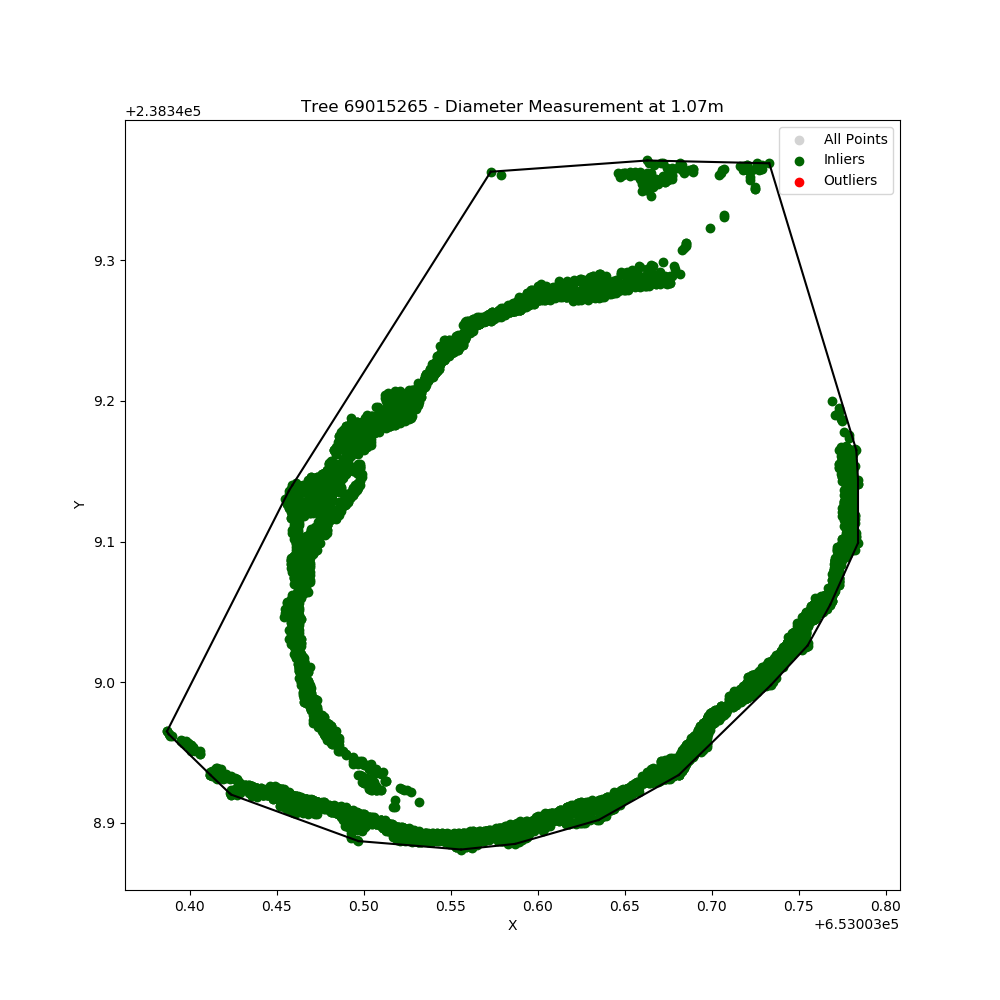 Tree 69015265 - Diameter Measurement at 1.07m
+2.3834e5
All Points
Inliers
Outliers
9.3
9.2
9.1
9.0
8.9
Y
0.40 0.45 0.50 0.55 0.60 0.65 0.70 0.75 0.80
X
+6.53003e5